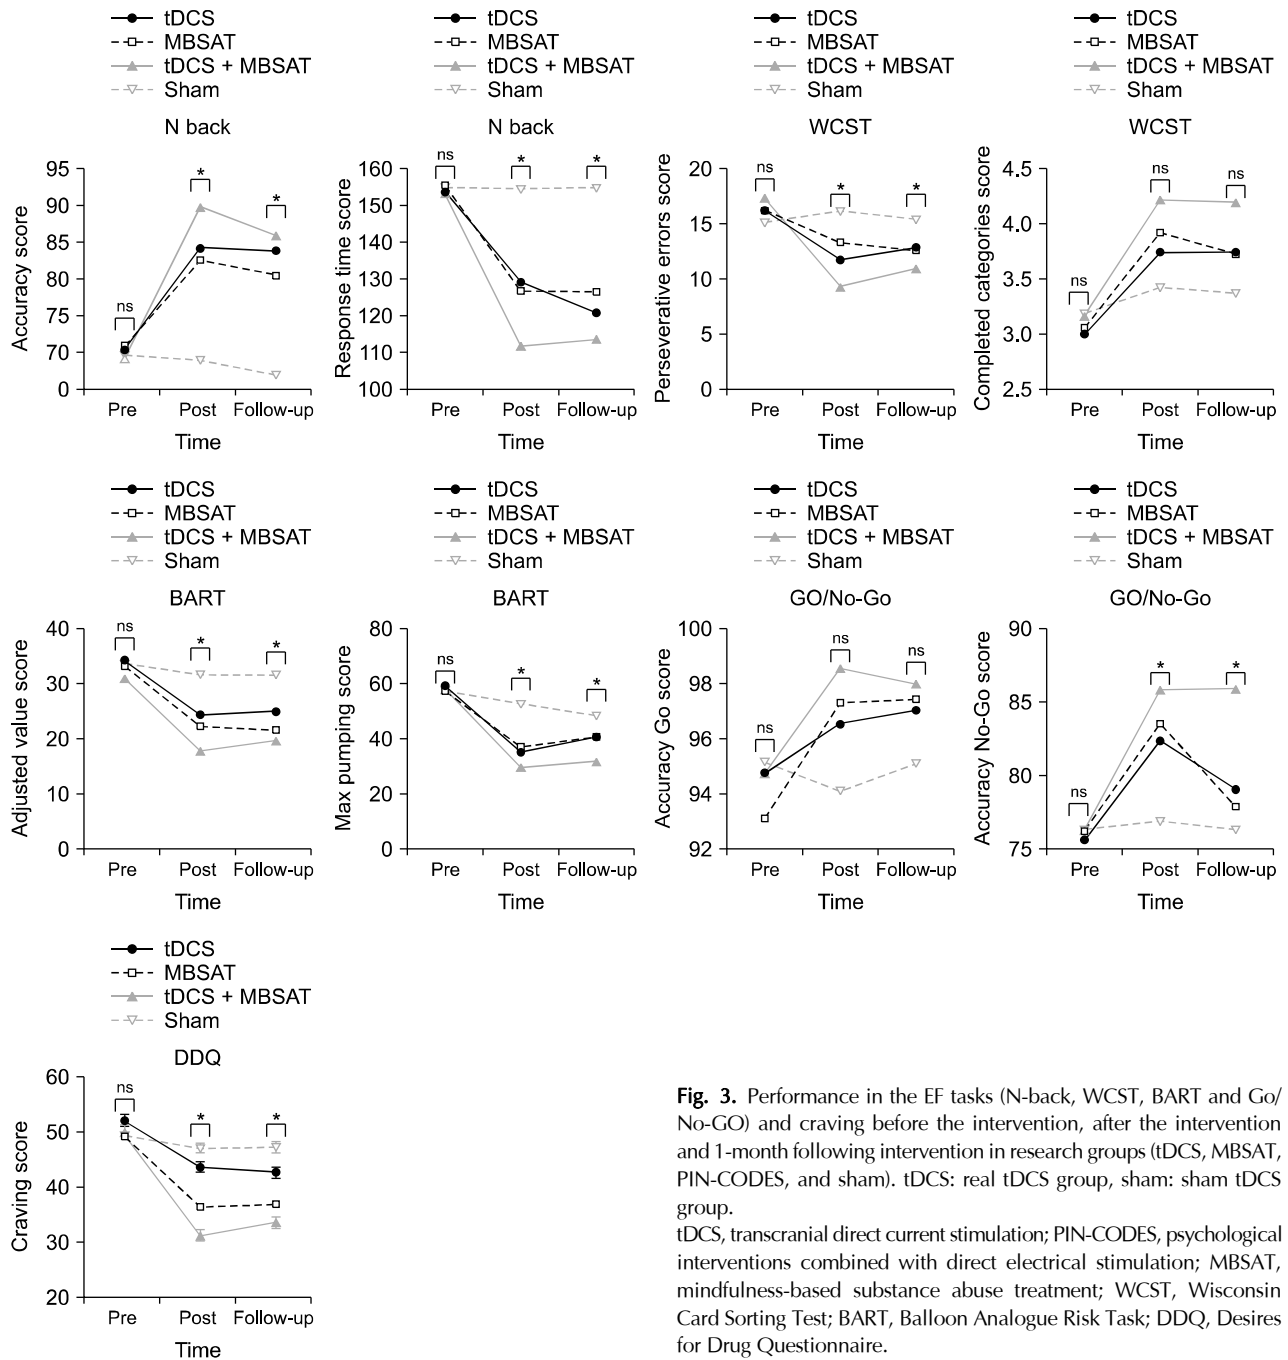 tDCS
MBSAT
tDCS + MBSAT
Sham
N back
Accuracy score
95
90
85
80
75
70
0
ns
*
*
Pre Post Follow-up
Time
tDCS
MBSAT
tDCS + MBSAT
Sham
N back
Response time score
160
150
140
130
120
110
100
ns
*
*
Pre Post Follow-up
Time
tDCS
MBSAT
tDCS + MBSAT
Sham
WCST
Perseverative errors score
20
15
10
5
0
ns
*
*
Pre Post Follow-up
Time
tDCS
MBSAT
tDCS + MBSAT
Sham
WCST
Completed categories score
4.5
4.0
3.5
3.0
2.5
ns
ns
ns
Pre Post Follow-up
Time
tDCS
MBSAT
tDCS + MBSAT
Sham
BART
Adjusted value score
40
30
20
10
0
ns
*
*
Pre Post Follow-up
Time
tDCS
MBSAT
tDCS + MBSAT
Sham
BART
Max pumping score
80
60
40
20
0
ns
*
*
Pre Post Follow-up
Time
tDCS
MBSAT
tDCS + MBSAT
Sham
GO/No-Go
Accuracy Go score
100
98
96
94
92
ns
ns
ns
Pre Post Follow-up
Time
tDCS
MBSAT
tDCS + MBSAT
Sham
GO/No-Go
Accuracy No-Go score
90
85
80
75
ns
*
*
Pre Post Follow-up
Time
tDCS
MBSAT
tDCS + MBSAT
Sham
DDQ
Craving score
60
50
40
30
20
ns
*
*
Pre Post Follow-up
Time
Fig. 3. Performance in the EF tasks (N-back, WCST, BART and Go/
No-GO) and craving before the intervention, after the intervention
and 1-month following intervention in research groups (tDCS, MBSAT,
PIN-CODES, and sham). tDCS: real tDCS group, sham: sham tDCS
group.
tDCS, transcranial direct current stimulation; PIN-CODES, psychological
interventions combined with direct electrical stimulation; MBSAT,
mindfulness-based substance abuse treatment; WCST, Wisconsin
Card Sorting Test; BART, Balloon Analogue Risk Task; DDQ, Desires
for Drug Questionnaire.